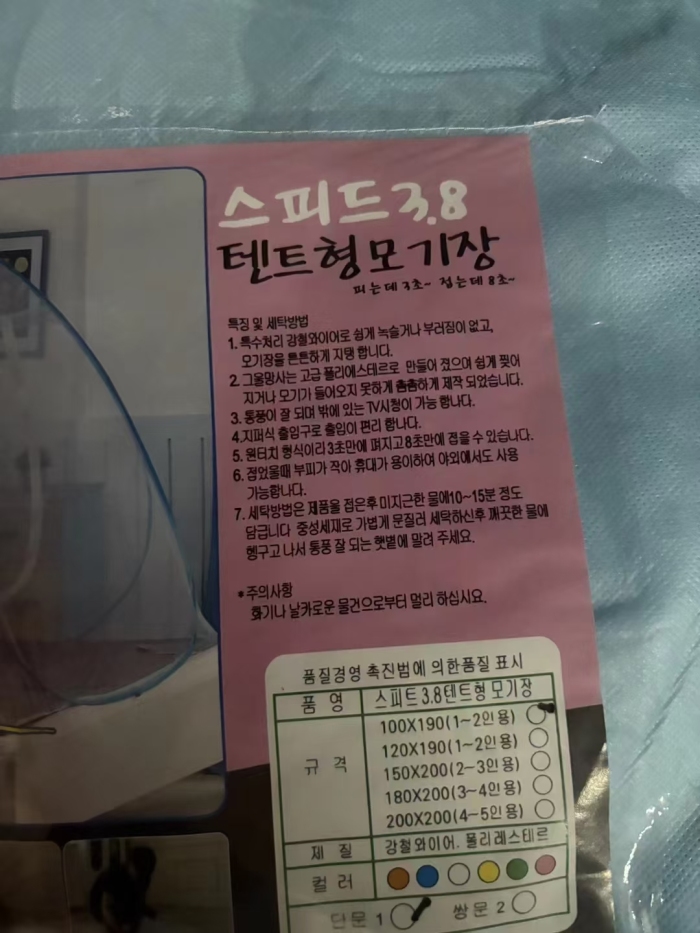 스피드3.8
텐트형모기장
피는데 3초~ 접는데 8초~
특징 및 세탁방법
1. 특수처리 강철와이어로 쉽게 녹슬거나 부러짐이 없고,
모기장을 튼튼하게 지탱 합니다.
2. 그물망사는 고급 폴리에스테르로 만들어 졌으며 쉽게 찢어
지거나 모기가 들어오지 못하게 촘촘하게 제작 되었습니다.
3. 통풍이 잘 되며 밖에 있는 TV시청이 가능 합니다.
4.지퍼식 출입구로 출입이 편리 합니다.
5. 원터치 형식이라 3초만에 펴지고 8초만에 접을 수 있습니다.
6. 접었을때 부피가 작아 휴대가 용이하여 야외에서도 사용
가능합니다.
7. 세탁방법은 제품을 접은후 미지근한 물에10~15분 정도
담급니다 중성세제로 가볍게 문질러 세탁하신후 깨끗한 물에
헹구고 나서 통풍 잘 되는 햇볕에 말려 주세요.
*주의사항
화기나 날카로운 물건으로부터 멀리 하십시요.
품질경영 촉진법에 의한품질 표시
품 명 스피트3.8텐트형 모기장
규 격 100X190(1~2인용)
120X190(1~2인용)
150X200(2~3인용)
180X200(3~4인용)
200X200(4~5인용)
재 질 강철와이어. 폴리레스테르
컬 러
단문 1 쌍문 2